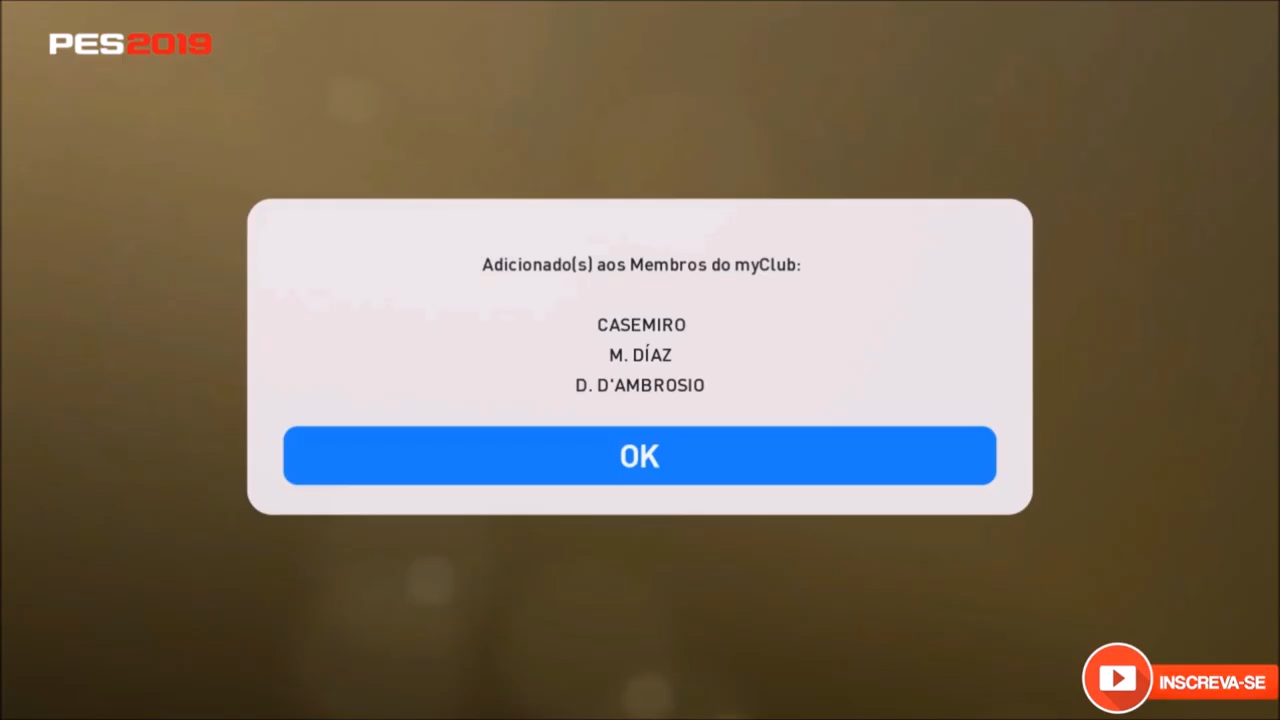 PES2019
Adicionado(s) aos Membros do myClub:
CASEMIRO
M. DÍAZ
D. D'AMBROSIO
OK
INSCREVA-SE